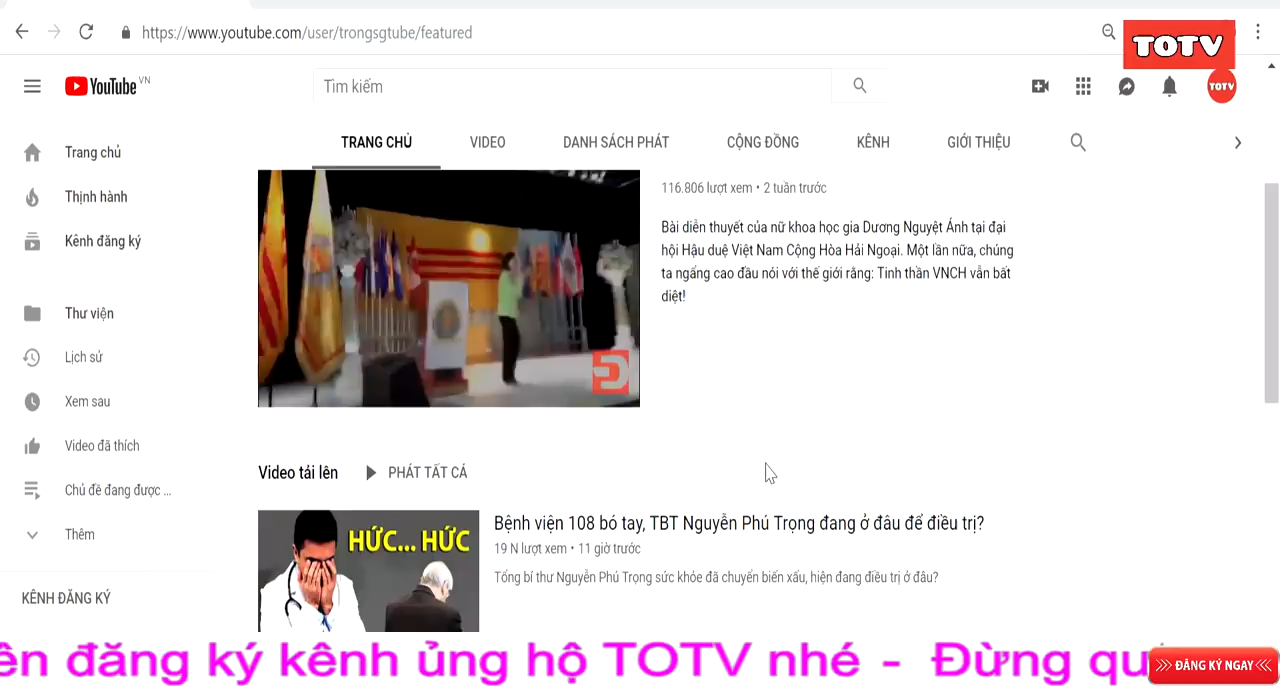 https://www.youtube.com/user/trongsgtube/featured
TOTV
YouTube VN
Tìm kiếm
TOTV
TRANG CHỦ VIDEO DANH SÁCH PHÁT CỘNG ĐỒNG KÊNH GIỚI THIỆU
Trang chủ
Thịnh hành
Kênh đăng ký
Thư viện
Lịch sử
Xem sau
Video đã thích
Chủ đề đang được ...
Thêm
KÊNH ĐĂNG KÝ
116.806 lượt xem • 2 tuần trước
Bài diễn thuyết của nữ khoa học gia Dương Nguyệt Ánh tại đại
hội Hậu duệ Việt Nam Cộng Hòa Hải Ngoại. Một lần nữa, chúng
ta ngẩng cao đầu nói với thế giới rằng: Tinh thần VNCH vẫn bất
diệt!
Video tải lên PHÁT TẤT CẢ
HỨC... HỨC
Bệnh viện 108 bó tay, TBT Nguyễn Phú Trọng đang ở đâu để điều trị?
19 N lượt xem • 11 giờ trước
Tổng bí thư Nguyễn Phú Trọng sức khỏe đã chuyển biến xấu, hiện đang điều trị ở đâu?
ên đăng ký kênh ủng hộ TOTV nhé - Đừng qu
ĐĂNG KÝ NGAY